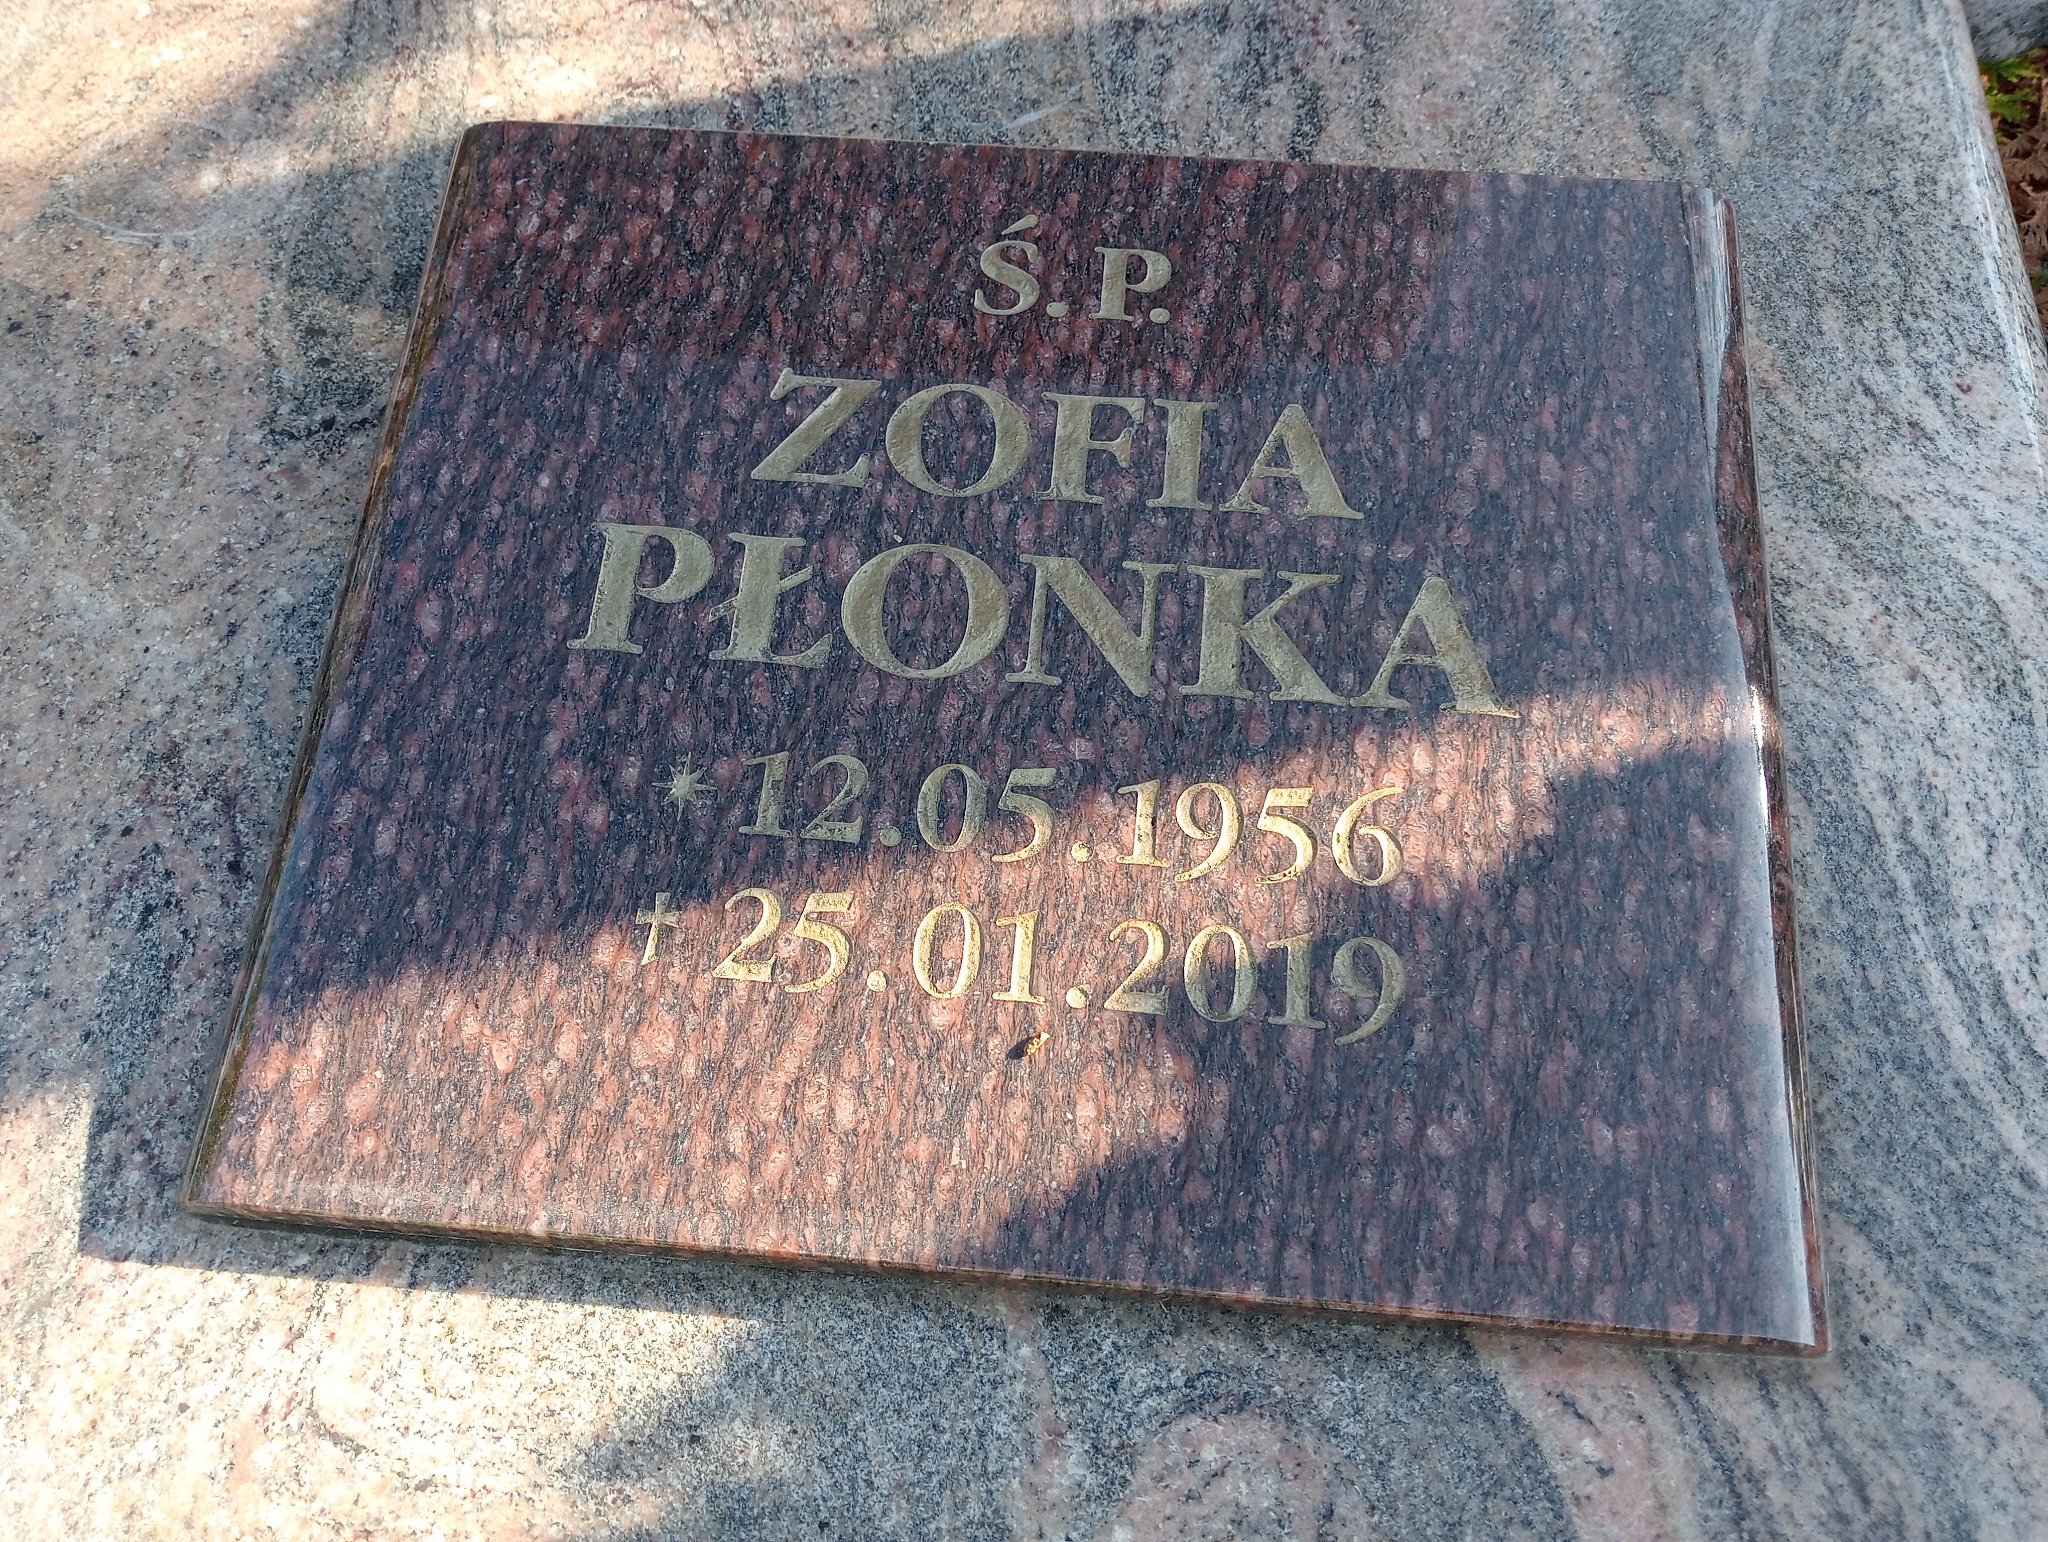 Ś.P.
ZOFIA
PŁONKA
* 12.05.1956
† 25.01.2019